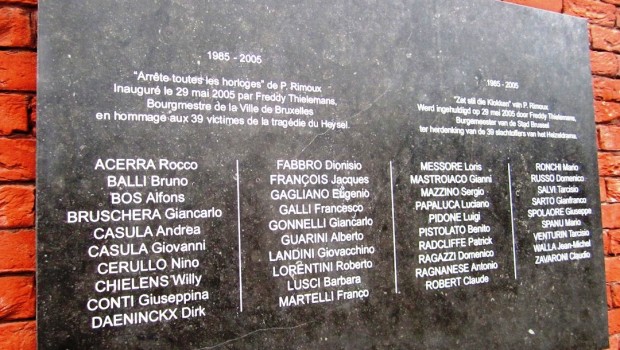 1985 - 2005
"Arrête toutes les horloges" de P. Rimoux
Inauguré le 29 mai 2005 par Freddy Thielemans,
Bourgmestre de la Ville de Bruxelles
en hommage aux 39 victimes de la tragédie du Heysel.
1985 - 2005
"Zet stil die Klokken" van P. Rimoux
Werd ingehuldigd op 29 mei 2005 door Freddy Thielemans,
Burgemeester van de Stad Brussel
ter herdenking van de 39 slachtoffers van het Heizeldrama.
ACERRA Rocco
BALLI Bruno
BOS Alfons
BRUSCHERA Giancarlo
CASULA Andrea
CASULA Giovanni
CERULLO Nino
CHIELENS Willy
CONTI Giuseppina
DAENINCKX Dirk
FABBRO Dionisio
FRANÇOIS Jacques
GAGLIANO Eugenio
GALLI Francesco
GONNELLI Giancarlo
GUARINI Alberto
LANDINI Giovacchino
LORENTINI Roberto
LUSCI Barbara
MARTELLI Franco
MESSORE Loris
MASTROIACO Gianni
MAZZINO Sergio
PAPALUCA Luciano
PIDONE Luigi
PISTOLATO Benito
RADCLIFFE Patrick
RAGAZZI Domenico
RAGNANESE Antonio
ROBERT Claude
RONCHI Mario
RUSSO Domenico
SALVI Tarcisio
SARTO Gianfranco
SPOLAORE Giuseppe
SPANU Mario
VENTURIN Tarcisio
WALLA Jean-Michel
ZAVARONI Claudio